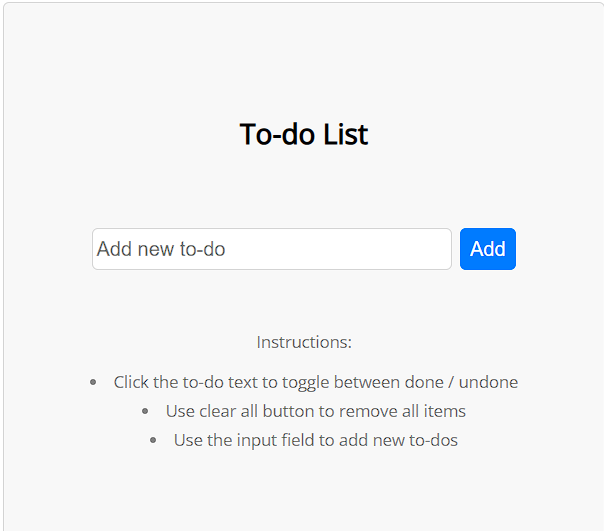 To-do List
Add new to-do
Add
Instructions:
Click the to-do text to toggle between done / undone
Use clear all button to remove all items
Use the input field to add new to-dos